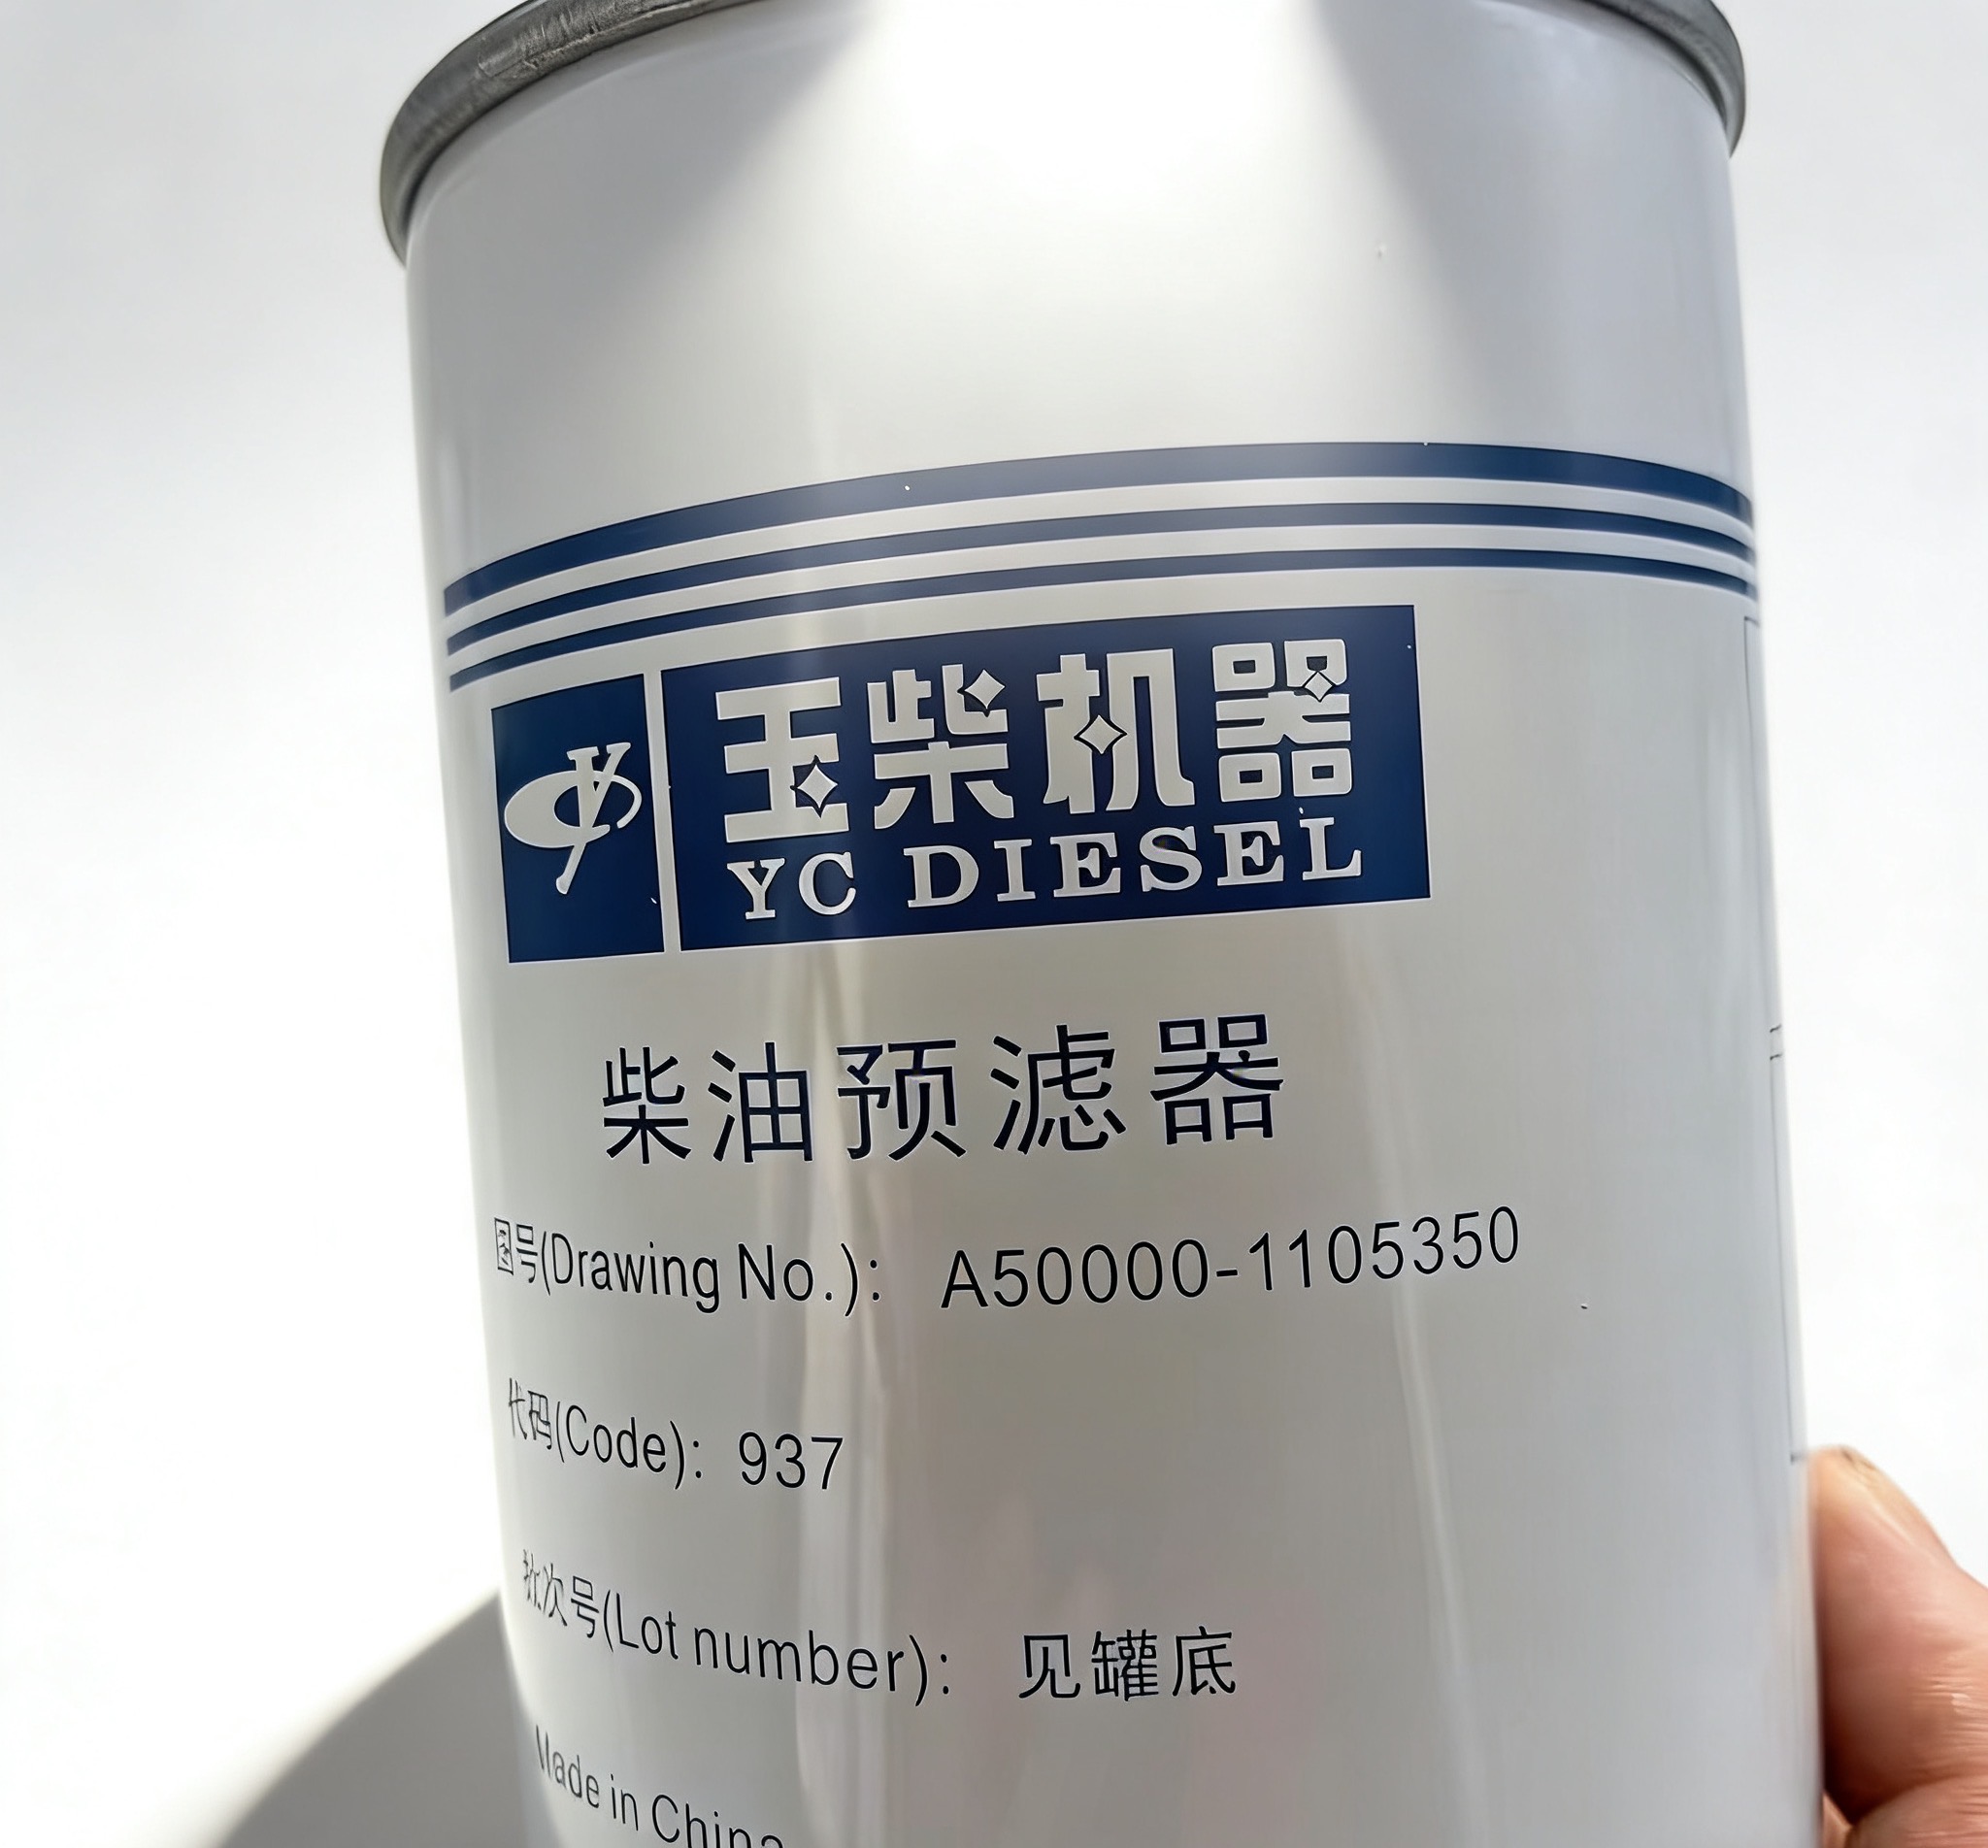 玉柴机器
YC DIESEL
柴油预滤器
图号(Drawing No.): A50000-1105350
代码(Code): 937
批次号(Lot number): 见罐底
Made in China